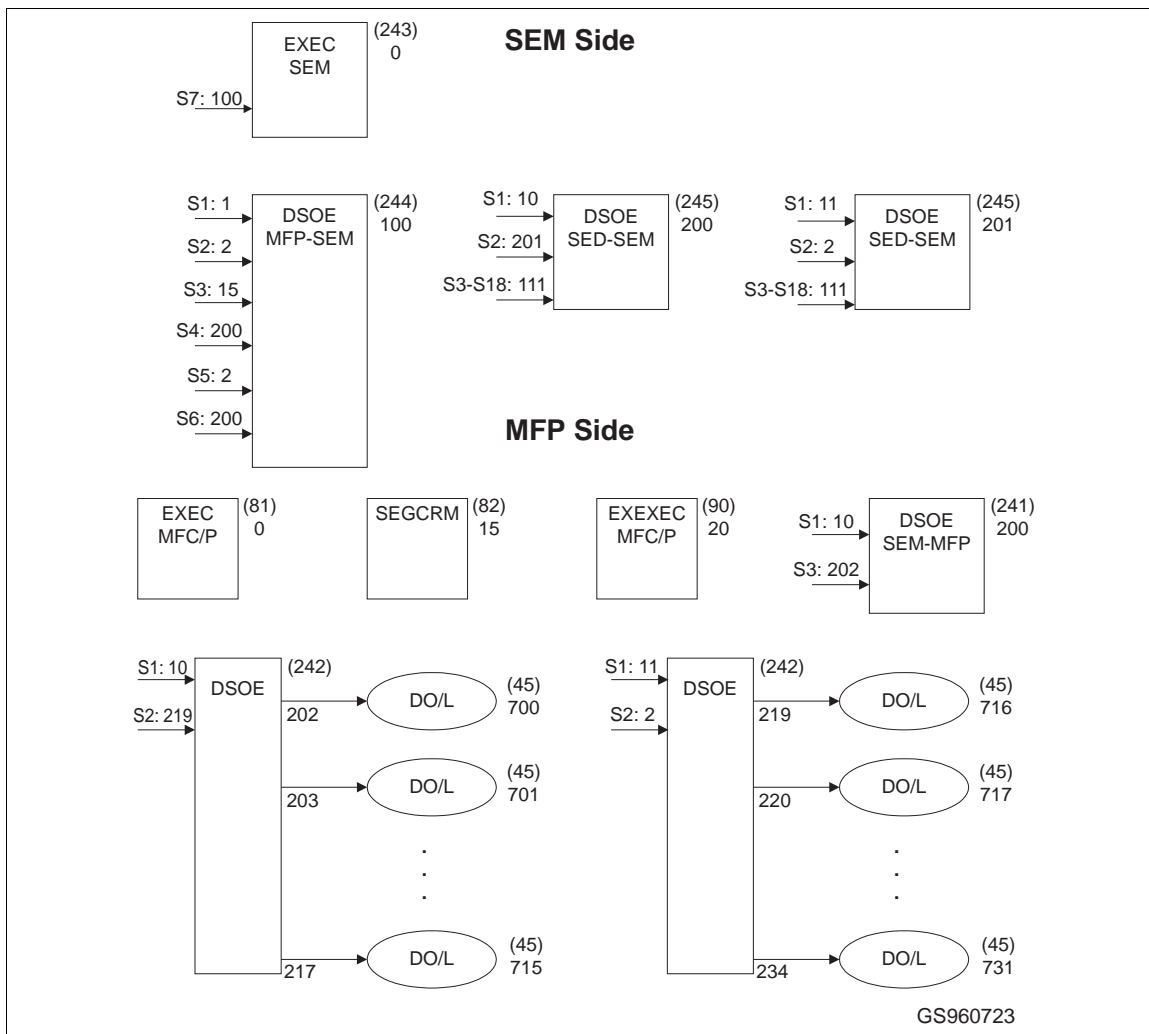 SEM Side
EXEC
SEM
(243)
0
S7: 100
S1: 1
S2: 2
S3: 15
S4: 200
S5: 2
S6: 200
DSOE
MFP-SEM
(244)
100
S1: 10
S2: 201
S3-S18: 111
DSOE
SED-SEM
(245)
200
S1: 11
S2: 2
S3-S18: 111
DSOE
SED-SEM
(245)
201
MFP Side
EXEC
MFC/P
(81)
0
SEGCRM
(82)
15
EXEXEC
MFC/P
(90)
20
S1: 10
S3: 202
DSOE
SEM-MFP
(241)
200
S1: 10
S2: 219
DSOE
(242)
202
DO/L
(45)
700
203
DO/L
(45)
701
.
.
.
217
DO/L
(45)
715
S1: 11
S2: 2
DSOE
(242)
219
DO/L
(45)
716
220
DO/L
(45)
717
.
.
.
234
DO/L
(45)
731
GS960723